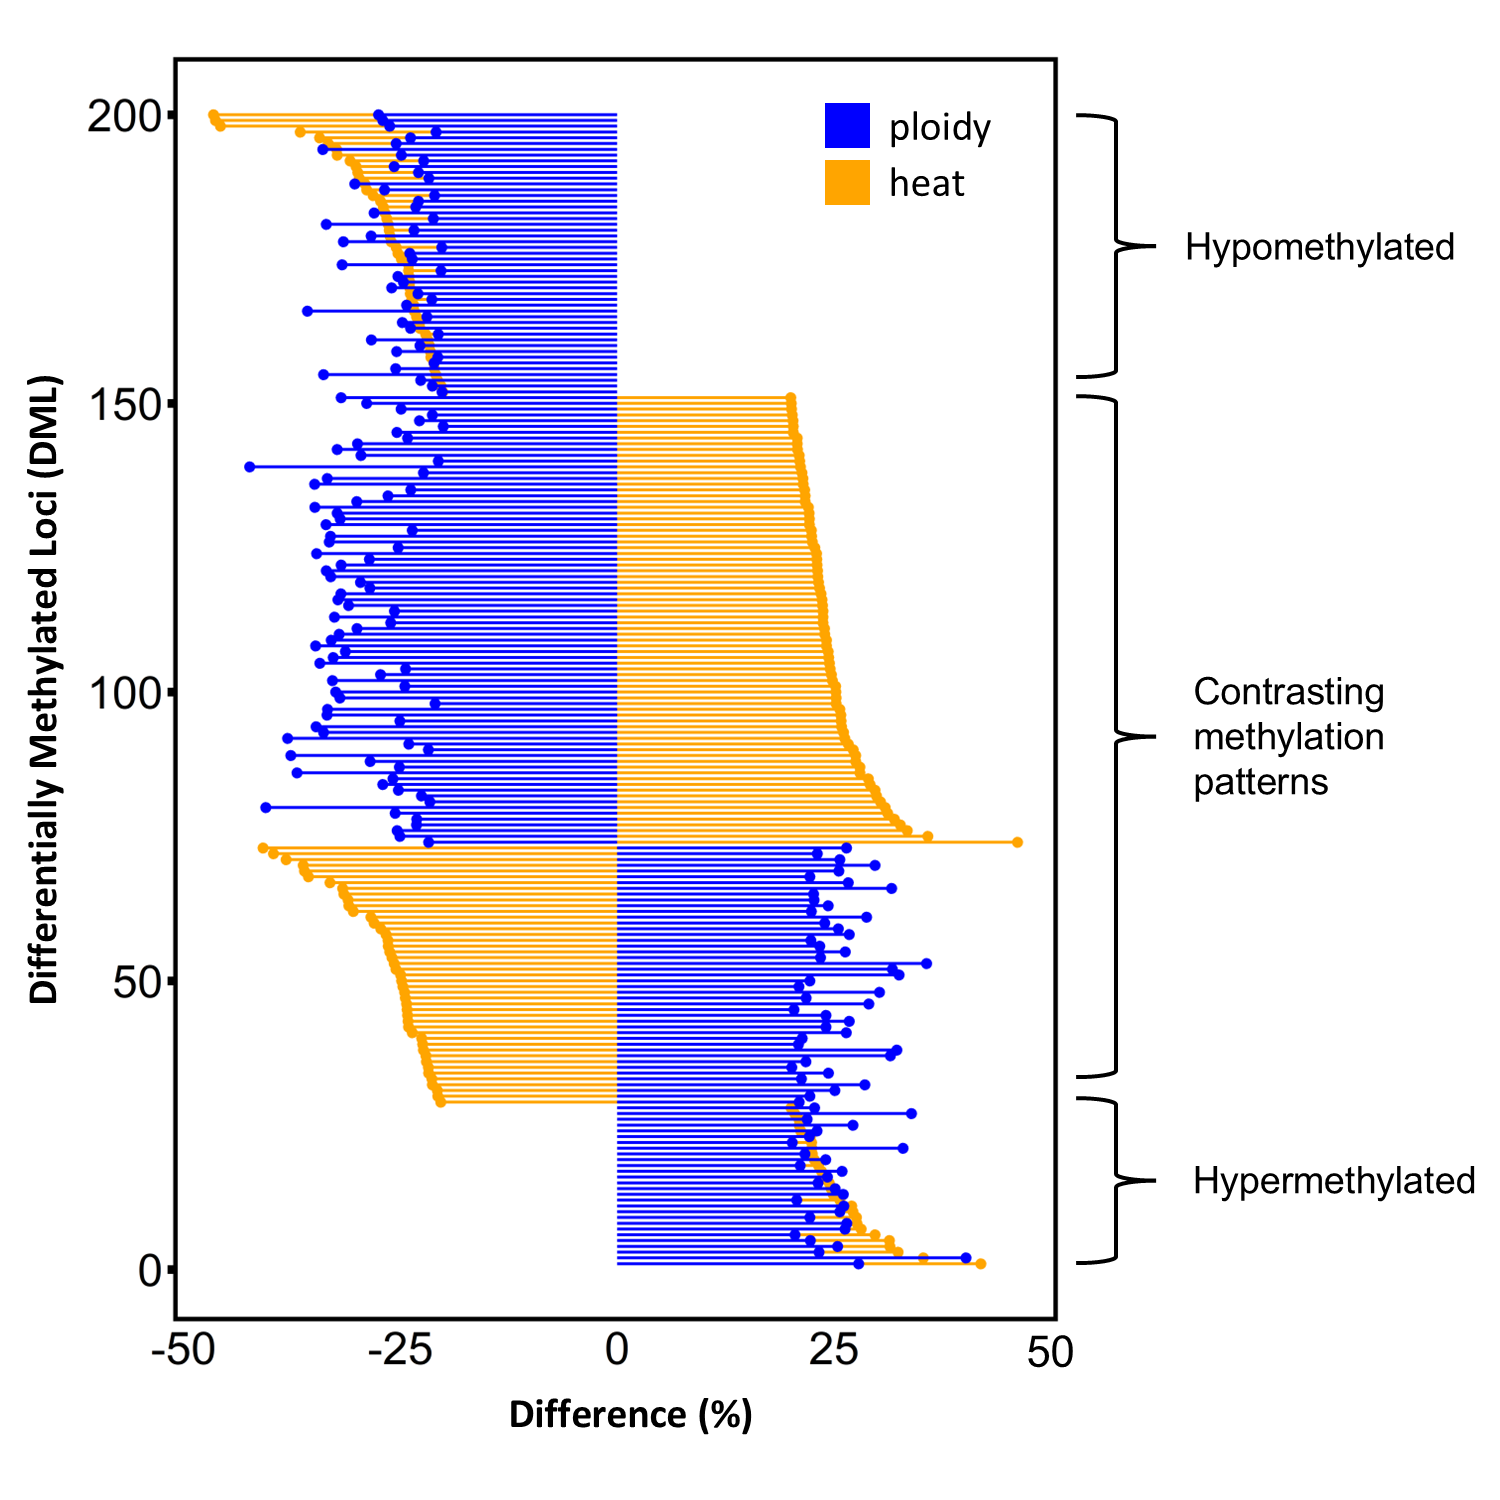 200
150
100
50
0
Differentially Methylated Loci (DML)
ploidy
heat
Hypomethylated
Contrasting
methylation
patterns
Hypermethylated
-50 -25 0 25 50
Difference (%)